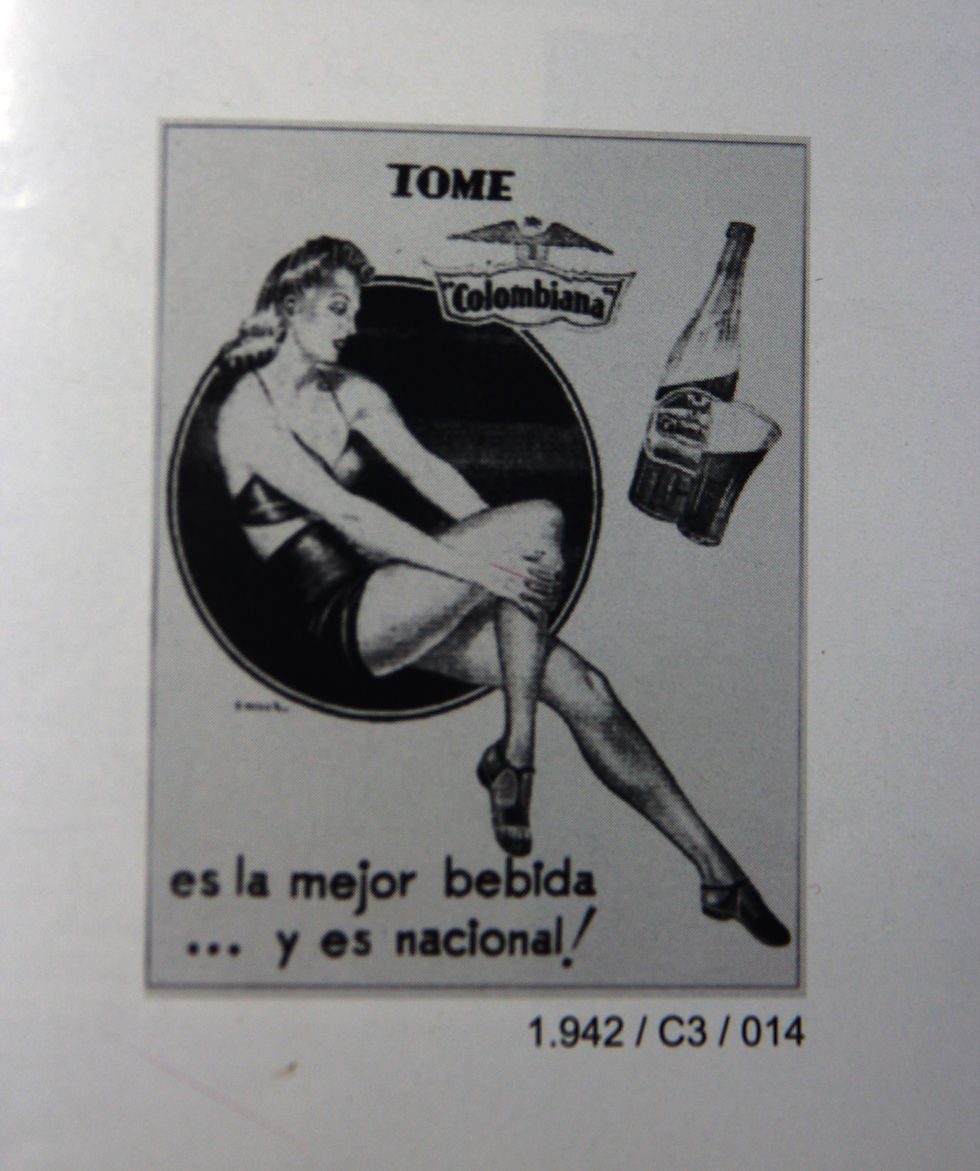 TOME
"Colombiana"
es la mejor bebida
... y es nacional!
1.942 / C3 / 014